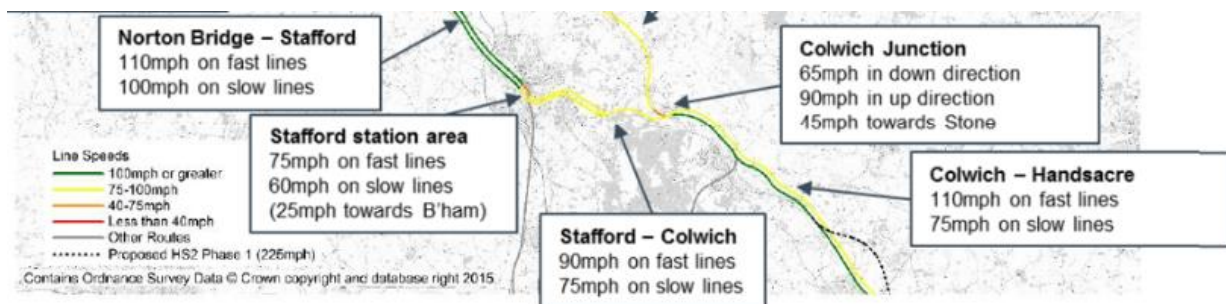 Norton Bridge – Stafford
110mph on fast lines
100mph on slow lines
Colwich Junction
65mph in down direction
90mph in up direction
45mph towards Stone
Stafford station area
75mph on fast lines
60mph on slow lines
(25mph towards B'ham)
Colwich – Handsacre
110mph on fast lines
75mph on slow lines
Stafford – Colwich
90mph on fast lines
75mph on slow lines
Line Speeds
100mph or greater
75-100mph
40-75mph
Less than 40mph
Other Routes
Proposed HS2 Phase 1 (225mph)
Contains Ordnance Survey Data © Crown copyright and database right 2015